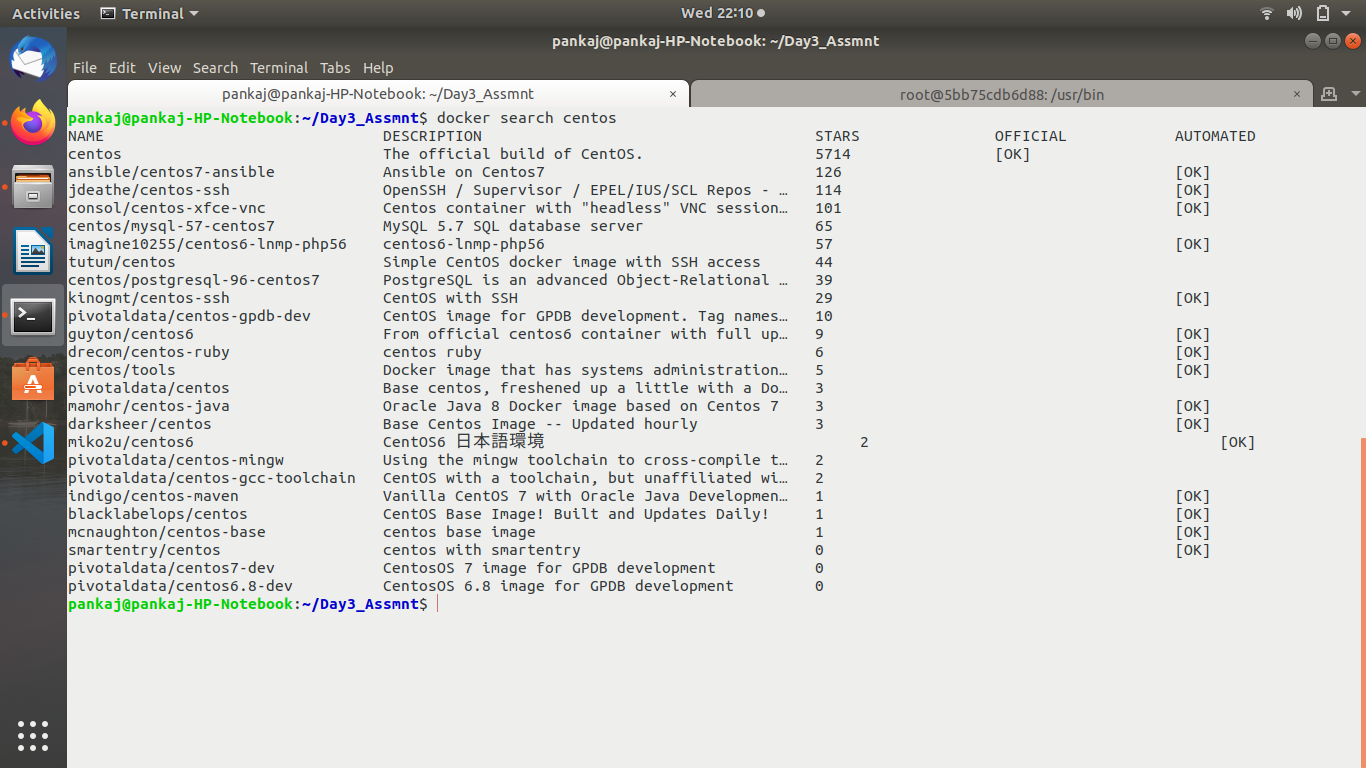 Activities Terminal Wed 22:10
pankaj@pankaj-HP-Notebook: ~/Day3_Assmnt
File Edit View Search Terminal Tabs Help
pankaj@pankaj-HP-Notebook: ~/Day3_Assmnt × root@5bb75cdb6d88: /usr/bin ×
pankaj@pankaj-HP-Notebook:~/Day3_Assmnt$ docker search centos
NAME DESCRIPTION STARS OFFICIAL AUTOMATED
centos The official build of CentOS. 5714 [OK]
ansible/centos7-ansible Ansible on Centos7 126 [OK]
jdeathe/centos-ssh OpenSSH / Supervisor / EPEL/IUS/SCL Repos - … 114 [OK]
consol/centos-xfce-vnc Centos container with "headless" VNC session… 101 [OK]
centos/mysql-57-centos7 MySQL 5.7 SQL database server 65
imagine10255/centos6-lnmp-php56 centos6-lnmp-php56 57 [OK]
tutum/centos Simple CentOS docker image with SSH access 44
centos/postgresql-96-centos7 PostgreSQL is an advanced Object-Relational … 39
kinogmt/centos-ssh CentOS with SSH 29 [OK]
pivotaldata/centos-gpdb-dev CentOS image for GPDB development. Tag names… 10
guyton/centos6 From official centos6 container with full up… 9 [OK]
drecom/centos-ruby centos ruby 6 [OK]
centos/tools Docker image that has systems administration… 5 [OK]
pivotaldata/centos Base centos, freshened up a little with a Do… 3
mamohr/centos-java Oracle Java 8 Docker image based on Centos 7 3 [OK]
darksheer/centos Base Centos Image -- Updated hourly 3 [OK]
miko2u/centos6 CentOS6 日本語環境 2 [OK]
pivotaldata/centos-mingw Using the mingw toolchain to cross-compile t… 2
pivotaldata/centos-gcc-toolchain CentOS with a toolchain, but unaffiliated wi… 2
indigo/centos-maven Vanilla CentOS 7 with Oracle Java Developmen… 1 [OK]
blacklabelops/centos CentOS Base Image! Built and Updates Daily! 1 [OK]
mcnaughton/centos-base centos base image 1 [OK]
smartentry/centos centos with smartentry 0 [OK]
pivotaldata/centos7-dev CentosOS 7 image for GPDB development 0
pivotaldata/centos6.8-dev CentosOS 6.8 image for GPDB development 0
pankaj@pankaj-HP-Notebook:~/Day3_Assmnt$